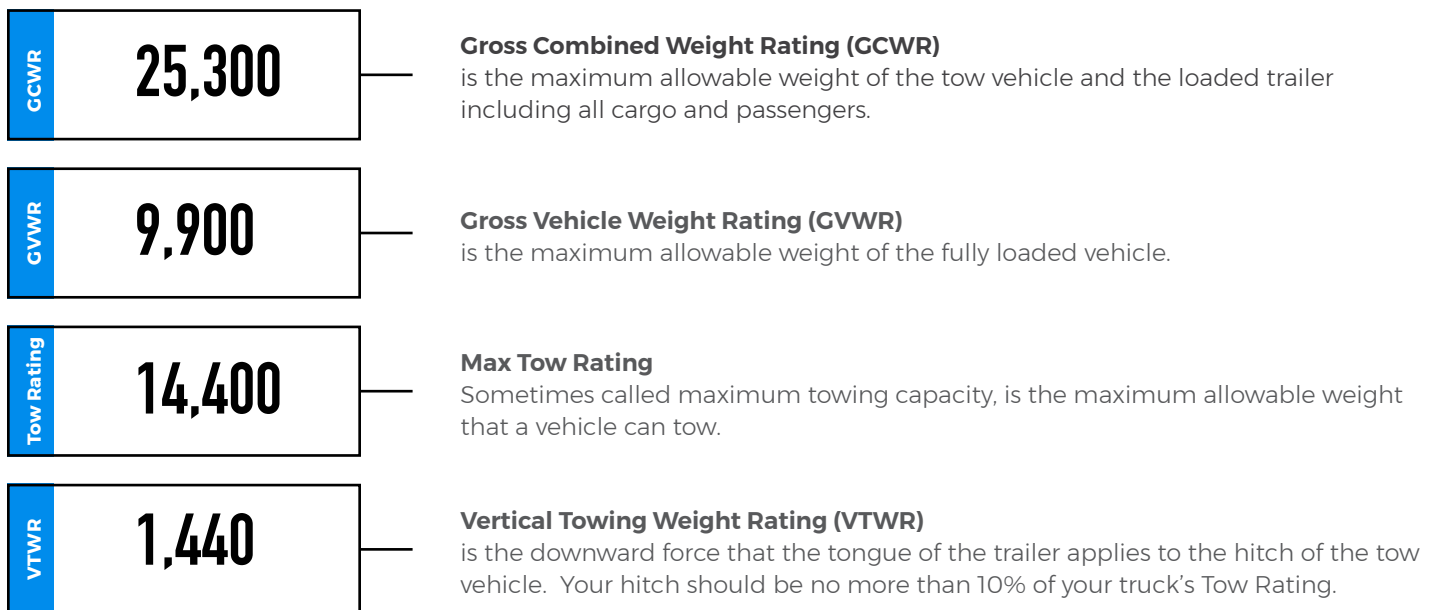 GCWR
25,300
Gross Combined Weight Rating (GCWR)
is the maximum allowable weight of the tow vehicle and the loaded trailer
including all cargo and passengers.
GVWR
9,900
Gross Vehicle Weight Rating (GVWR)
is the maximum allowable weight of the fully loaded vehicle.
Tow Rating
14,400
Max Tow Rating
Sometimes called maximum towing capacity, is the maximum allowable weight
that a vehicle can tow.
VTWR
1,440
Vertical Towing Weight Rating (VTWR)
is the downward force that the tongue of the trailer applies to the hitch of the tow
vehicle.  Your hitch should be no more than 10% of your truck’s Tow Rating.